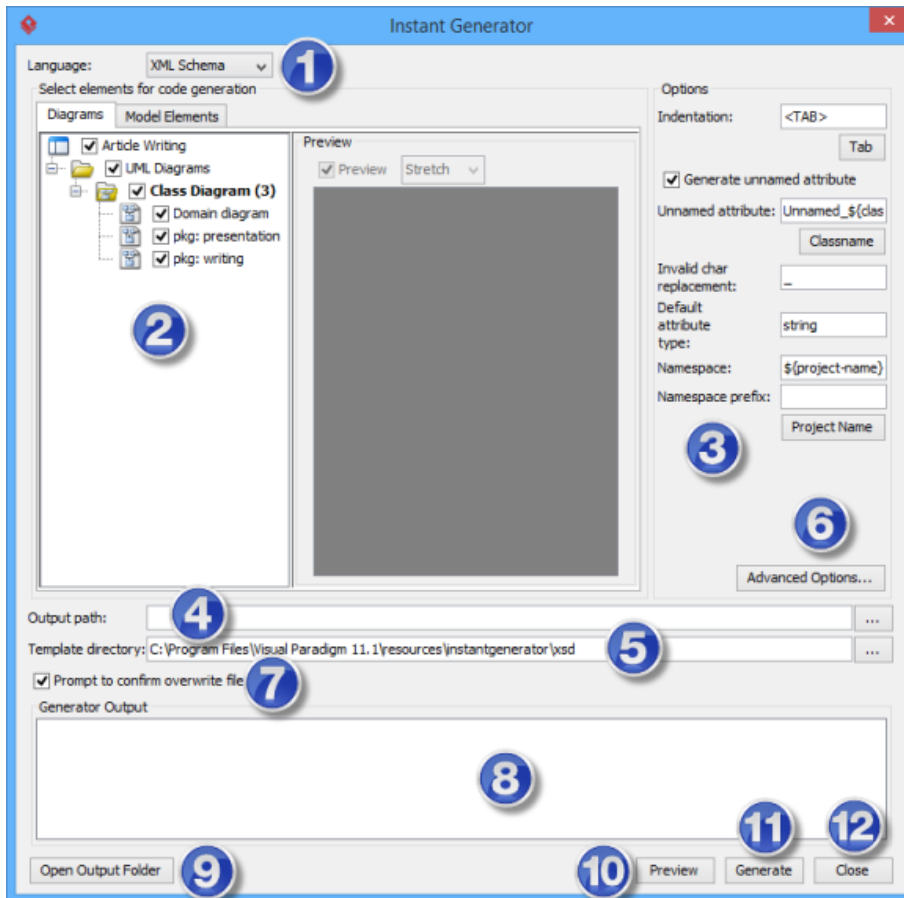 Instant Generator
Language: XML Schema 1
Select elements for code generation
Diagrams Model Elements
Article Writing
UML Diagrams
Class Diagram (3)
Domain diagram
pkg: presentation
pkg: writing
2
Preview
Preview Stretch
Options
Indentation: <TAB>
Tab
Generate unnamed attribute
Unnamed attribute: Unnamed_${clas
Classname
Invalid char
replacement: _
Default
attribute
type: string
Namespace: ${project-name}
Namespace prefix:
Project Name
3
6
Advanced Options...
Output path: 4 ...
Template directory: C:\Program Files\Visual Paradigm 11.1\resources\instantgenerator\xsd 5 ...
Prompt to confirm overwrite file 7
Generator Output
8
Open Output Folder 9 10 Preview 11 Generate 12 Close